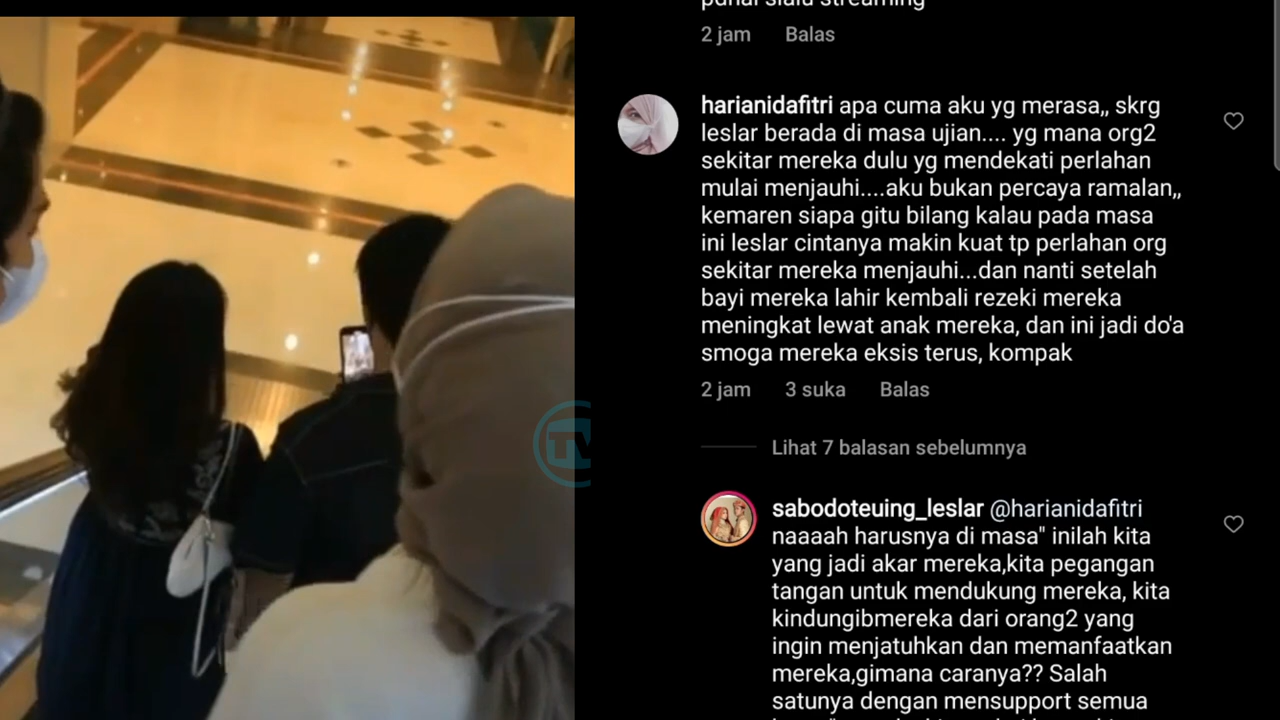 pdhal slalu streaming
2 jam Balas
harianidafitri apa cuma aku yg merasa,, skrg
leslar berada di masa ujian.... yg mana org2
sekitar mereka dulu yg mendekati perlahan
mulai menjauhi....aku bukan percaya ramalan,,
kemaren siapa gitu bilang kalau pada masa
ini leslar cintanya makin kuat tp perlahan org
sekitar mereka menjauhi...dan nanti setelah
bayi mereka lahir kembali rezeki mereka
meningkat lewat anak mereka, dan ini jadi do'a
smoga mereka eksis terus, kompak
2 jam 3 suka Balas
Lihat 7 balasan sebelumnya
sabodoteuing_leslar @harianidafitri
naaaah harusnya di masa" inilah kita
yang jadi akar mereka,kita pegangan
tangan untuk mendukung mereka, kita
kindungibmereka dari orang2 yang
ingin menjatuhkan dan memanfaatkan
mereka,gimana caranya?? Salah
satunya dengan mensupport semua
TV